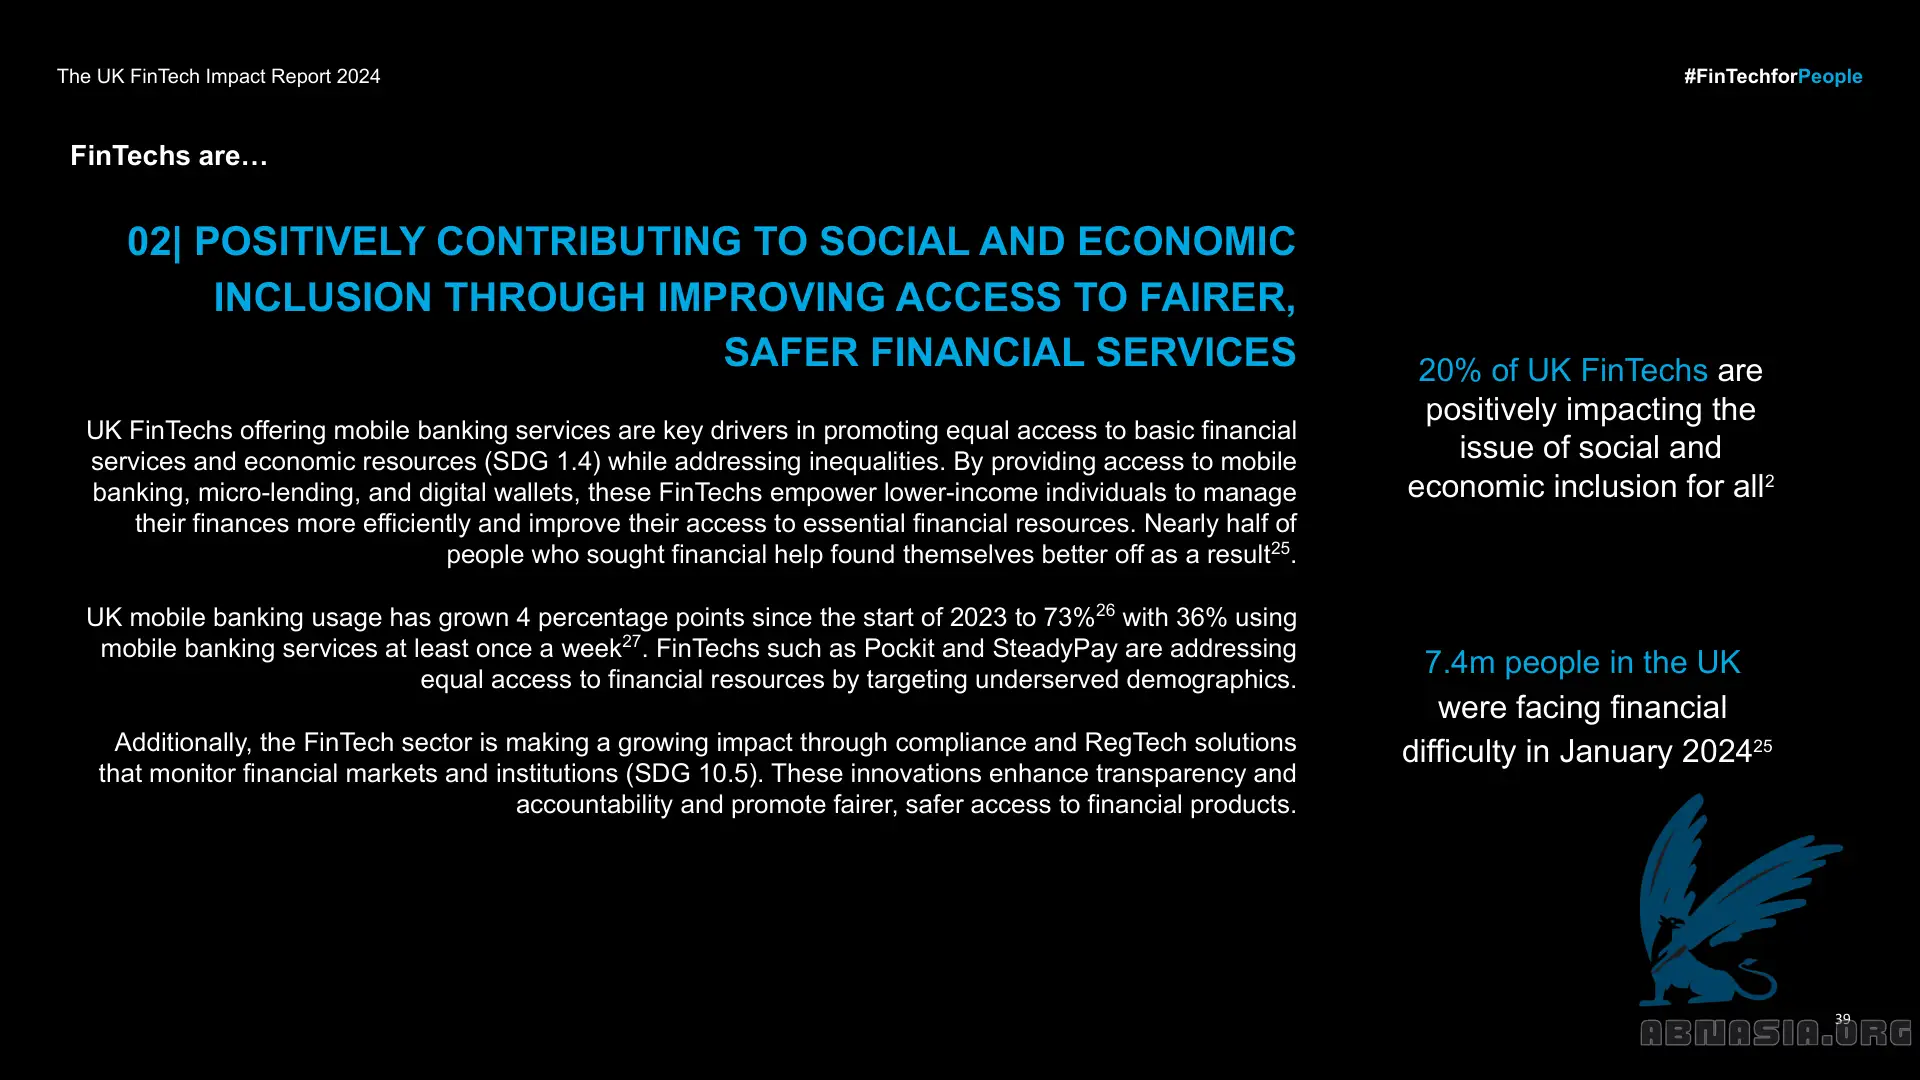 The UK FinTech Impact Report 2024
#FinTechforPeople
FinTechs are…
02| POSITIVELY CONTRIBUTING TO SOCIAL AND ECONOMIC
INCLUSION THROUGH IMPROVING ACCESS TO FAIRER,
SAFER FINANCIAL SERVICES
UK FinTechs offering mobile banking services are key drivers in promoting equal access to basic financial
services and economic resources (SDG 1.4) while addressing inequalities. By providing access to mobile
banking, micro-lending, and digital wallets, these FinTechs empower lower-income individuals to manage
their finances more efficiently and improve their access to essential financial resources. Nearly half of
people who sought financial help found themselves better off as a result25.
UK mobile banking usage has grown 4 percentage points since the start of 2023 to 73%26 with 36% using
mobile banking services at least once a week27. FinTechs such as Pockit and SteadyPay are addressing
equal access to financial resources by targeting underserved demographics.
Additionally, the FinTech sector is making a growing impact through compliance and RegTech solutions
that monitor financial markets and institutions (SDG 10.5). These innovations enhance transparency and
accountability and promote fairer, safer access to financial products.
20% of UK FinTechs are
positively impacting the
issue of social and
economic inclusion for all2
7.4m people in the UK
were facing financial
difficulty in January 202425
39
ABNASIA.ORG